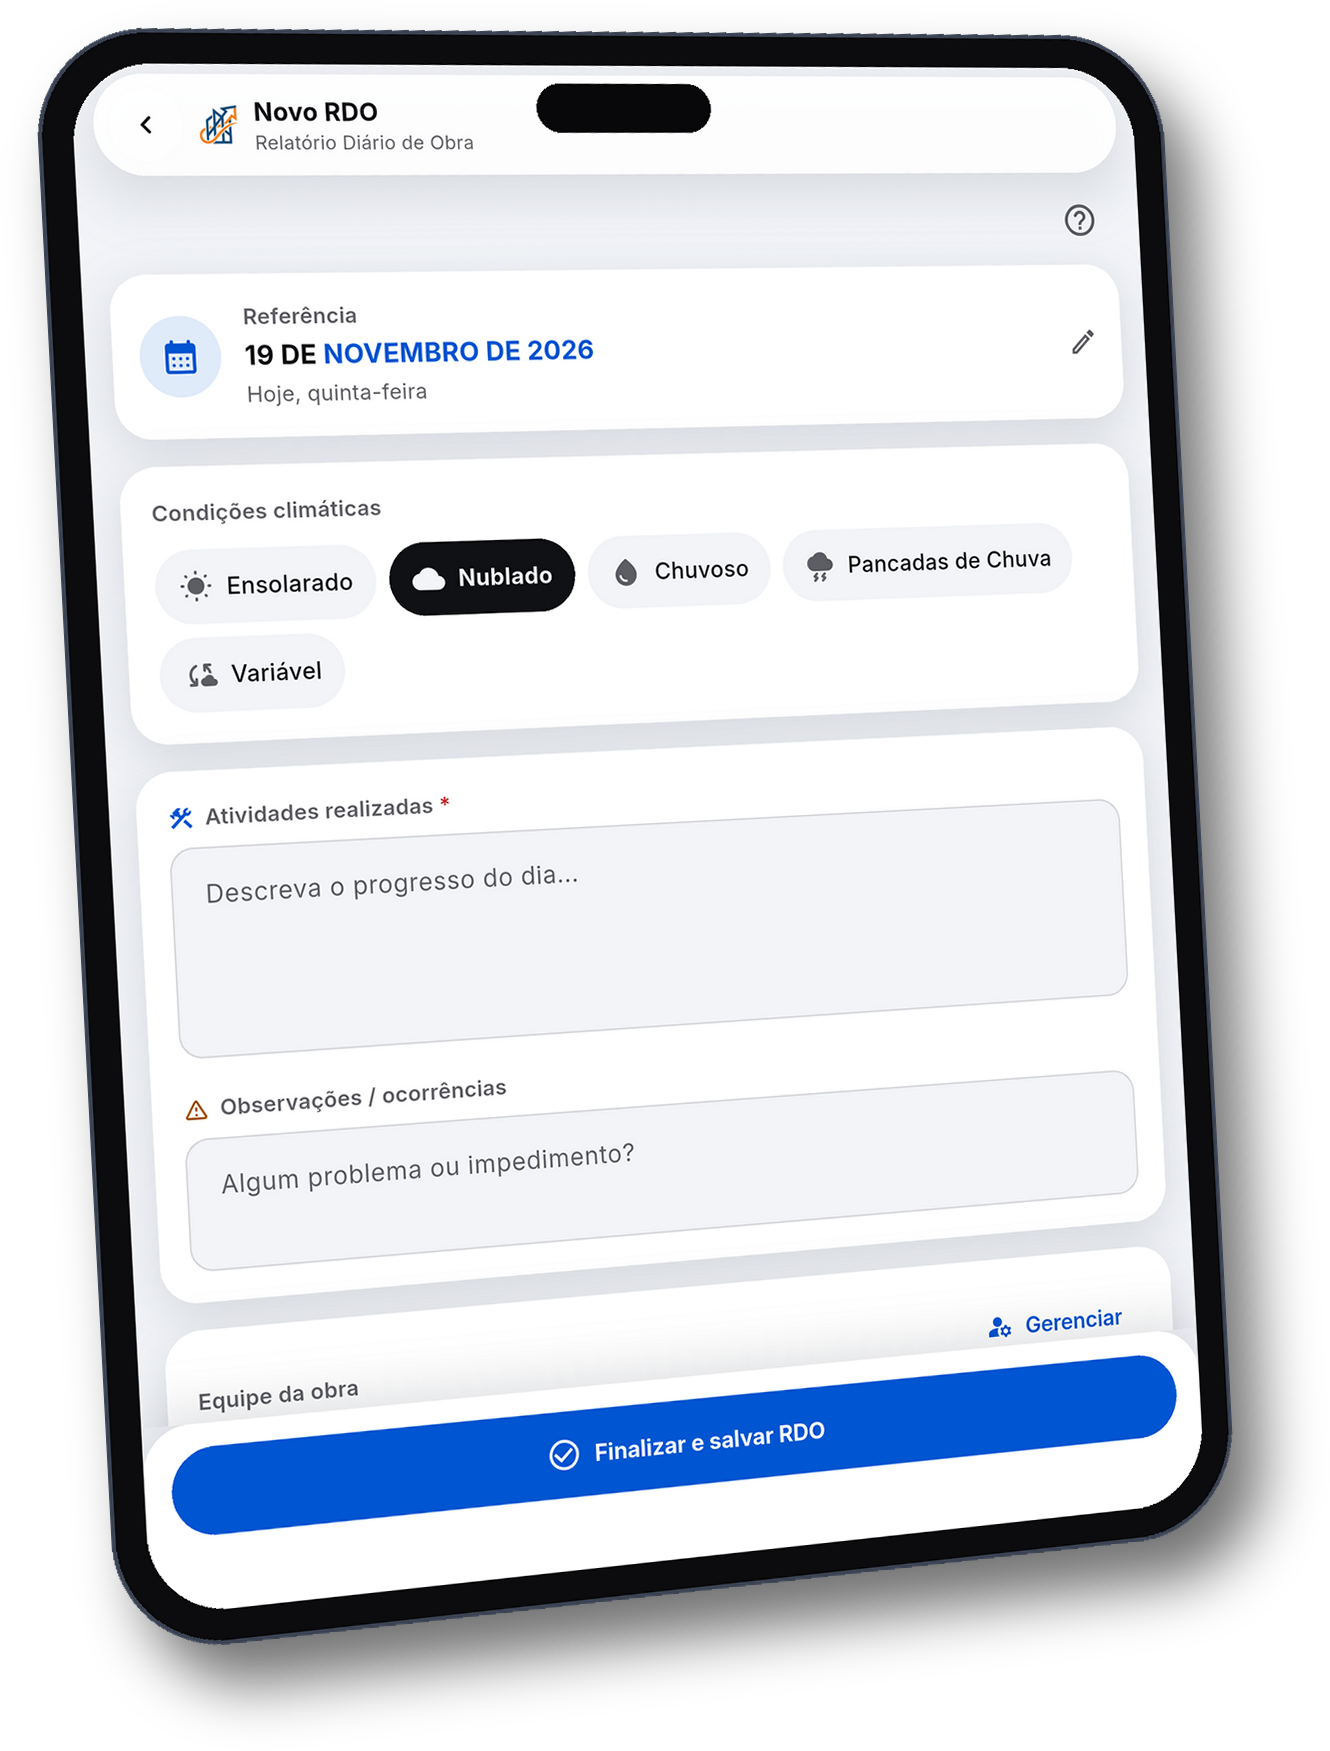 Novo RDO
Relatório Diário de Obra
Referência
19 DE NOVEMBRO DE 2026
Hoje, quinta-feira
Condições climáticas
Ensolarado
Nublado
Chuvoso
Pancadas de Chuva
Variável
Atividades realizadas *
Descreva o progresso do dia...
Observações / ocorrências
Algum problema ou impedimento?
Gerenciar
Equipe da obra
Finalizar e salvar RDO